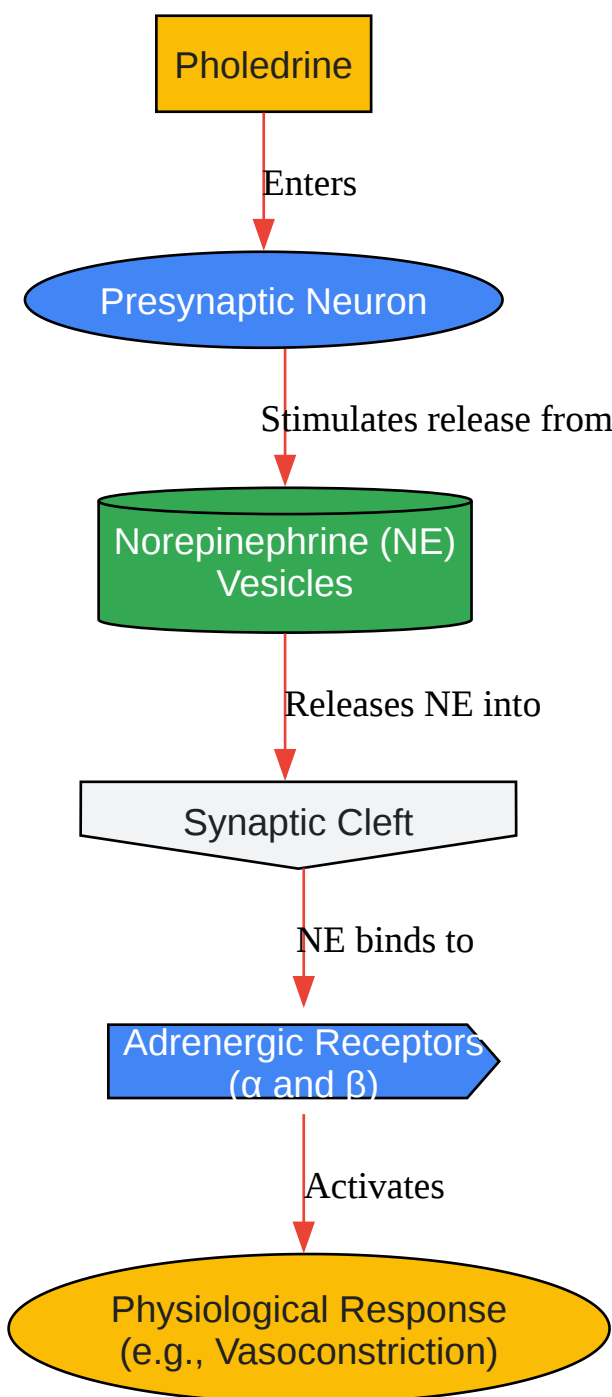 Pholedrine
Enters
Presynaptic Neuron
Stimulates release from
Norepinephrine (NE)
Vesicles
Releases NE into
Synaptic Cleft
NE binds to
Adrenergic Receptors
(α and β)
Activates
Physiological Response
(e.g., Vasoconstriction)